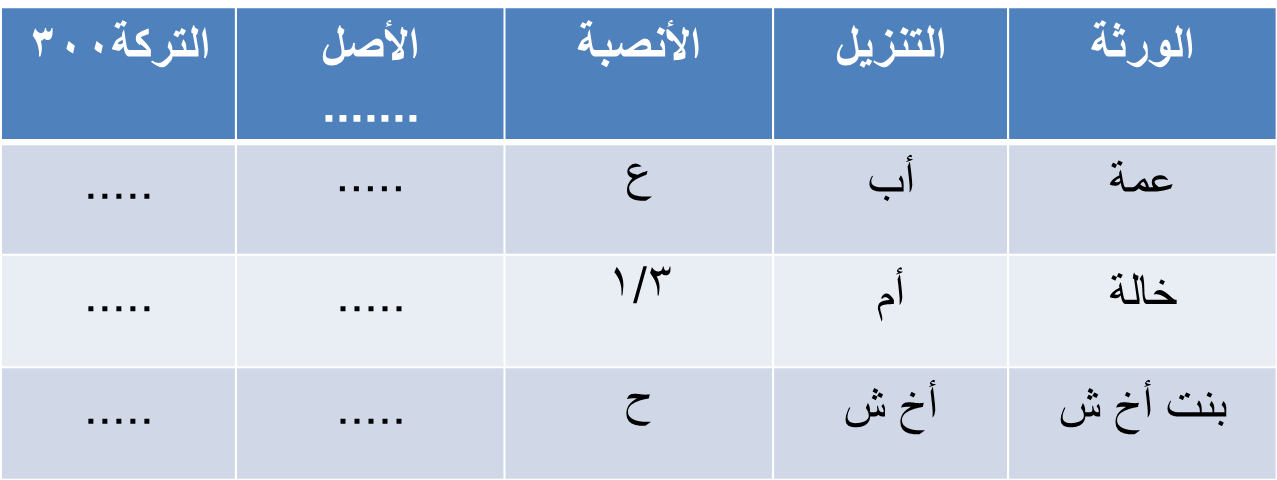 الورثة
التنزيل
الأنصبة
الأصل
.......
التركة٣٠٠
عمة
أب
ع
.....
.....
خالة
أم
١/٣
.....
.....
بنت أخ ش
أخ ش
ح
.....
.....